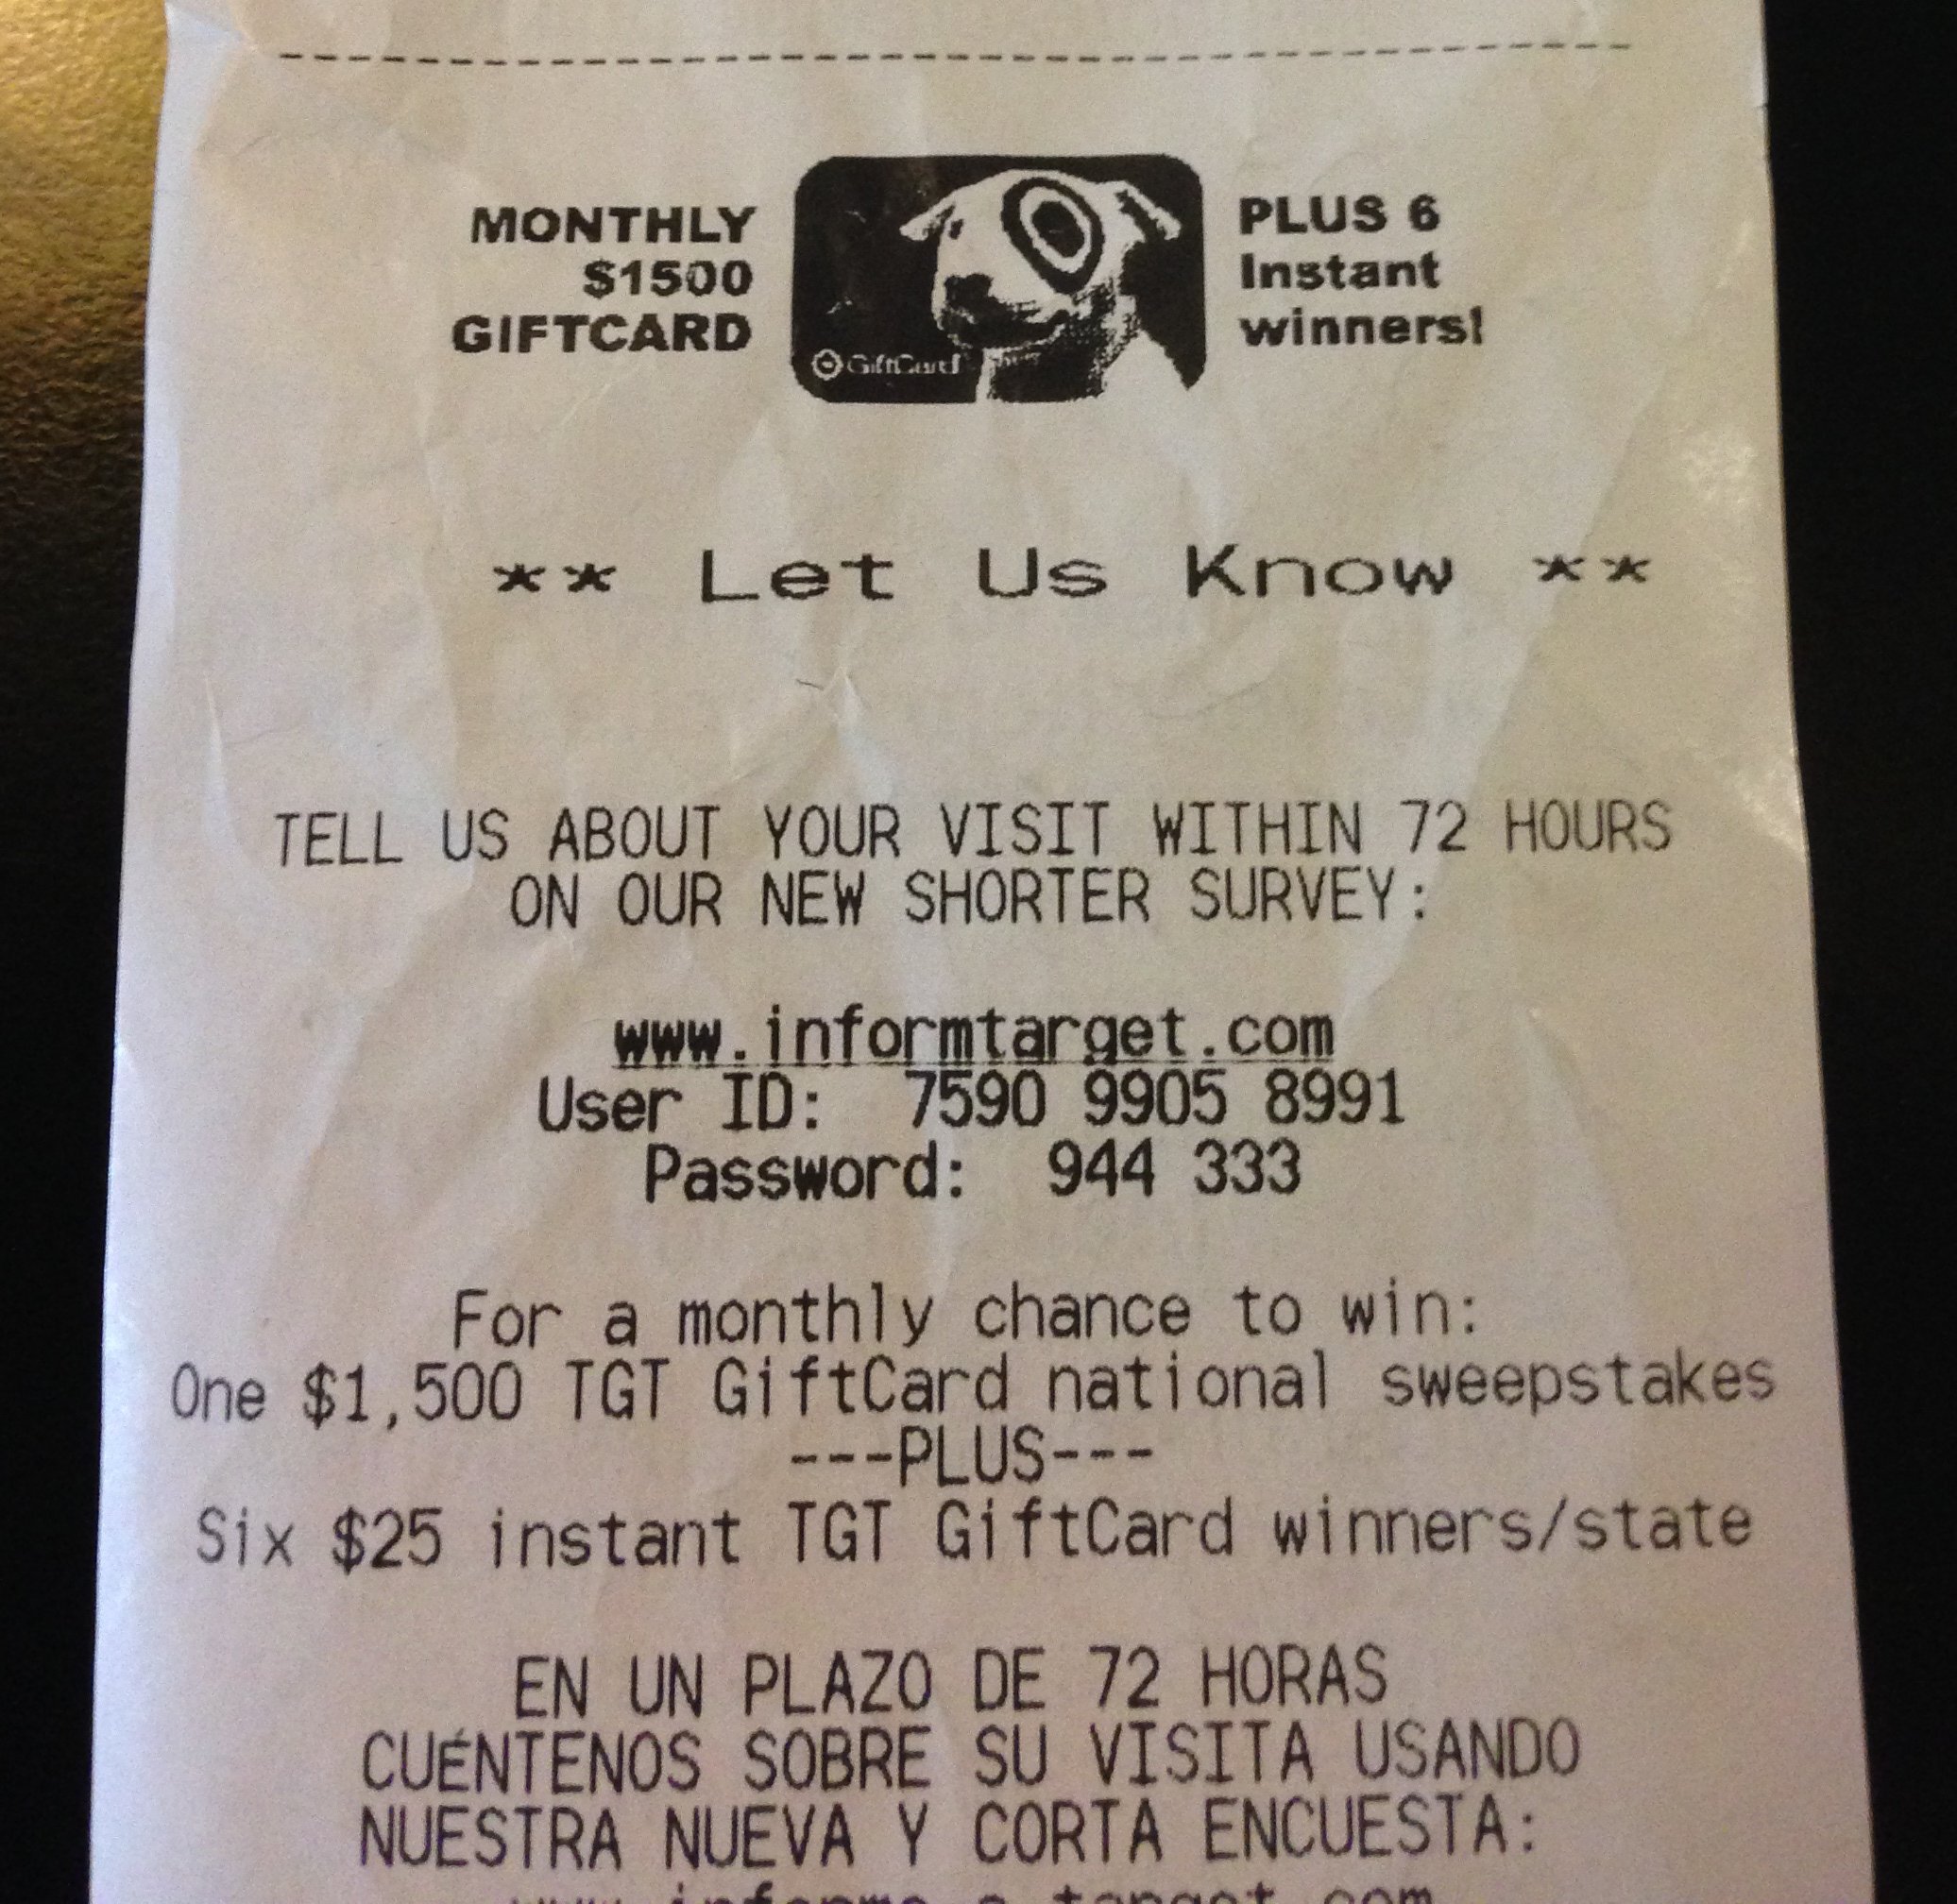 MONTHLY
$1500
GIFTCARD
GiftCard
PLUS 6
Instant
winners!
** Let Us Know **
TELL US ABOUT YOUR VISIT WITHIN 72 HOURS
ON OUR NEW SHORTER SURVEY:
www.informtarget.com
User ID: 7590 9905 8991
Password: 944 333
For a monthly chance to win:
One $1,500 TGT GiftCard national sweepstakes
---PLUS---
Six $25 instant TGT GiftCard winners/state
EN UN PLAZO DE 72 HORAS
CUÉNTENOS SOBRE SU VISITA USANDO
NUESTRA NUEVA Y CORTA ENCUESTA: